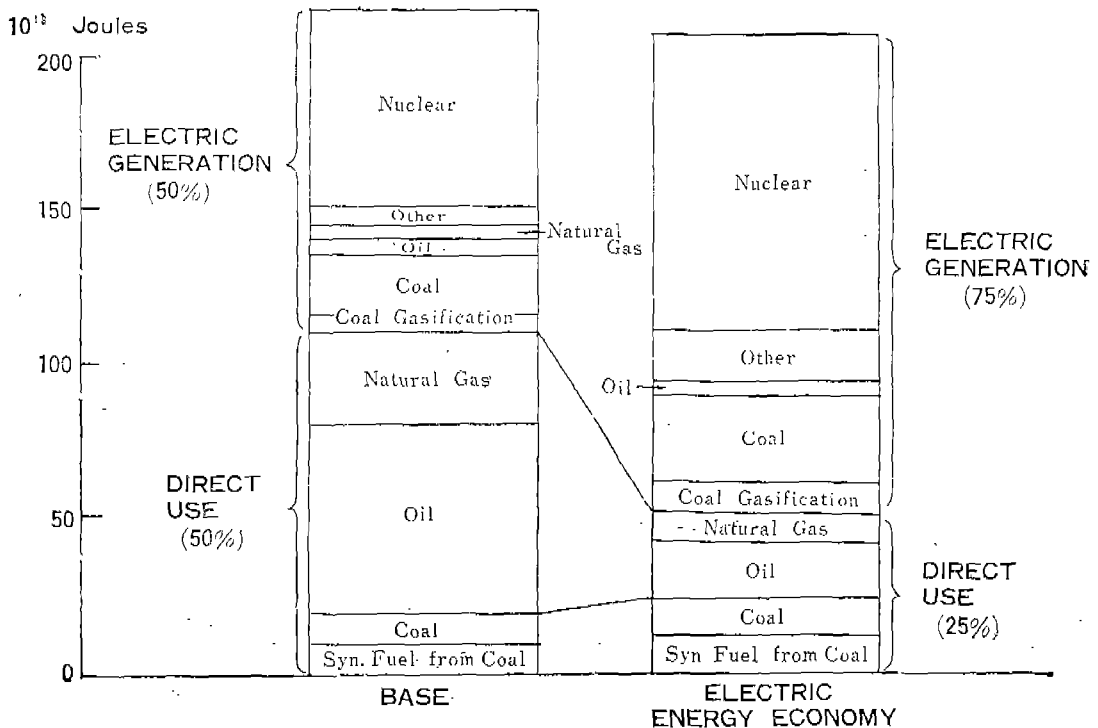 10¹⁸ Joules
200
150
100
50
0
ELECTRIC
GENERATION
(50%)
DIRECT
USE
(50%)
Nuclear
Other
Natural
Gas
Oil
Coal
Coal Gasification
Natural Gas
Oil
Coal
Syn. Fuel from Coal
BASE
Nuclear
Other
Oil
Coal
Coal Gasification
Natural Gas
Oil
Coal
Syn Fuel from Coal
ELECTRIC
ENERGY ECONOMY
ELECTRIC
GENERATION
(75%)
DIRECT
USE
(25%)